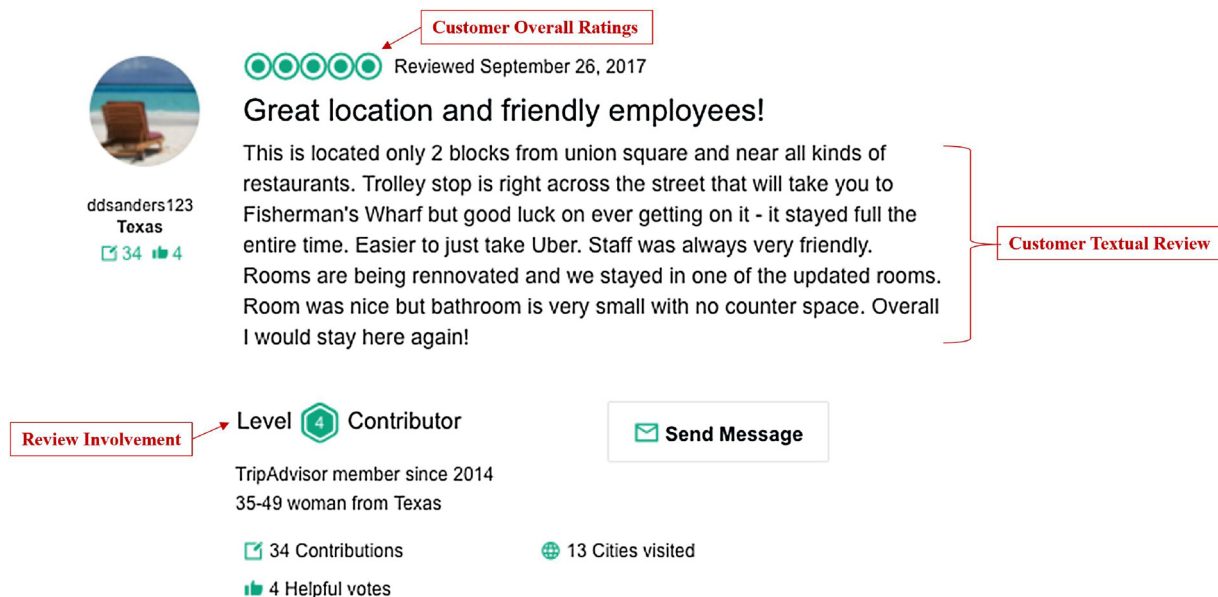 Customer Overall Ratings
Reviewed September 26, 2017
Great location and friendly employees!
This is located only 2 blocks from union square and near all kinds of
restaurants. Trolley stop is right across the street that will take you to
Fisherman's Wharf but good luck on ever getting on it - it stayed full the
entire time. Easier to just take Uber. Staff was always very friendly.
Rooms are being rennovated and we stayed in one of the updated rooms.
Room was nice but bathroom is very small with no counter space. Overall
I would stay here again!
ddsanders123
Texas
34 4
Customer Textual Review
Review Involvement
Level 4 Contributor
Send Message
TripAdvisor member since 2014
35-49 woman from Texas
34 Contributions
13 Cities visited
4 Helpful votes